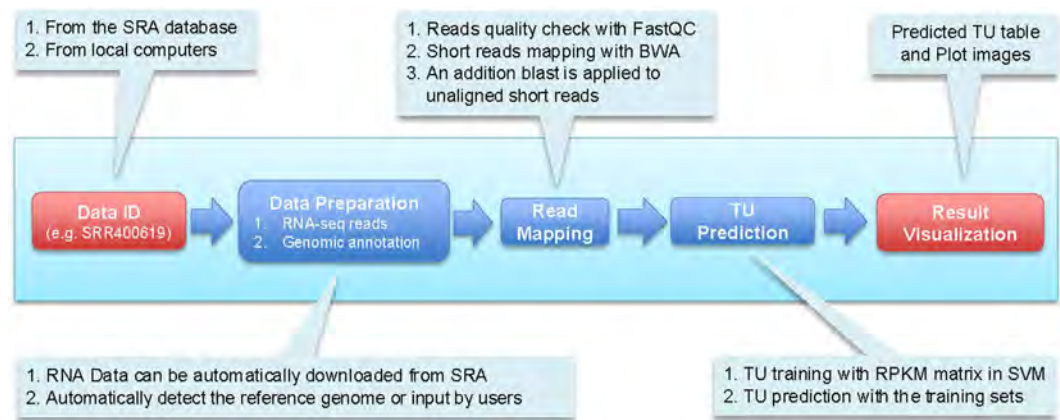 1. From the SRA database
2. From local computers
1. Reads quality check with FastQC
2. Short reads mapping with BWA
3. An addition blast is applied to
unaligned short reads
Predicted TU table
and Plot images
Data ID
(e.g. SRR400619)
Data Preparation
1. RNA-seq reads
2. Genomic annotation
Read
Mapping
TU
Prediction
Result
Visualization
1. RNA Data can be automatically downloaded from SRA
2. Automatically detect the reference genome or input by users
1. TU training with RPKM matrix in SVM
2. TU prediction with the training sets